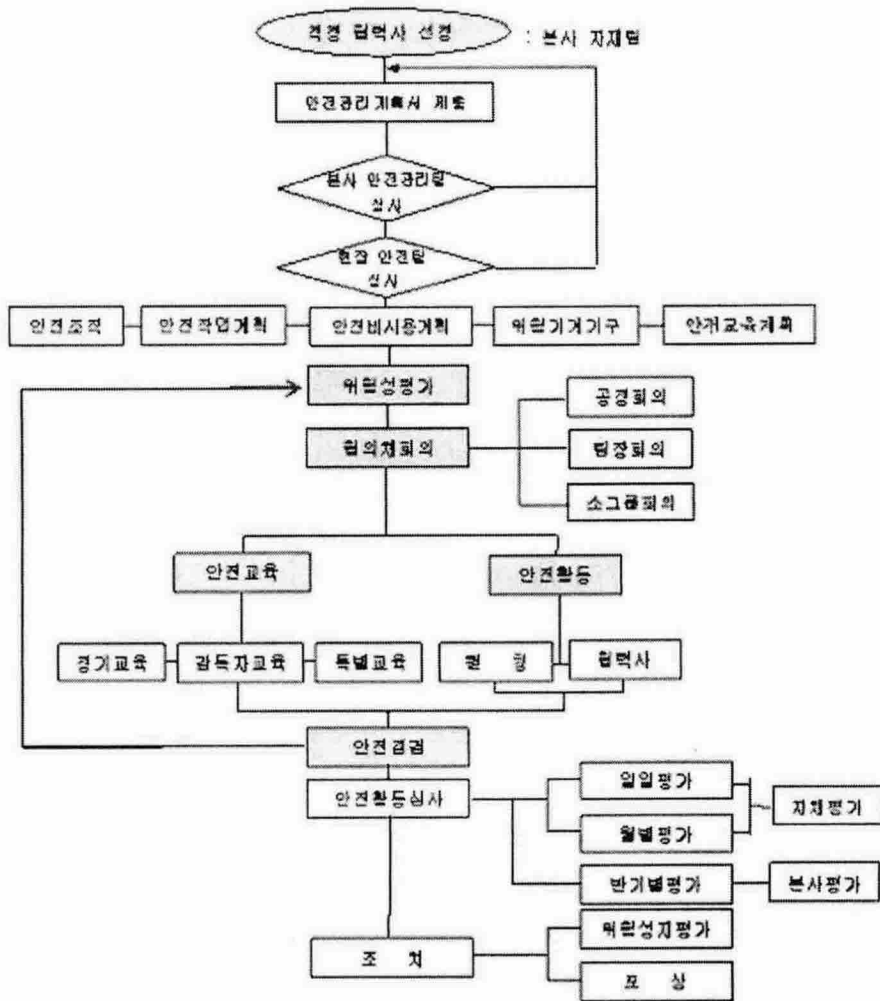 적정 협력사 선정
: 본사 자재팀
안전관리계획서 제출
본사 안전관리팀
심사
현장 안전팀
심사
안전조직
안전작업계획
안전비사용계획
위험기계기구
안전교육계획
위험성평가
공정회의
협의체회의
팀장회의
소그룹회의
안전교육
안전활동
정기교육
감독자교육
특별교육
원 청
협력사
안전점검
일일평가
안전활동심사
자체평가
월별평가
반기별평가
본사평가
위험성재평가
조 치
포 상